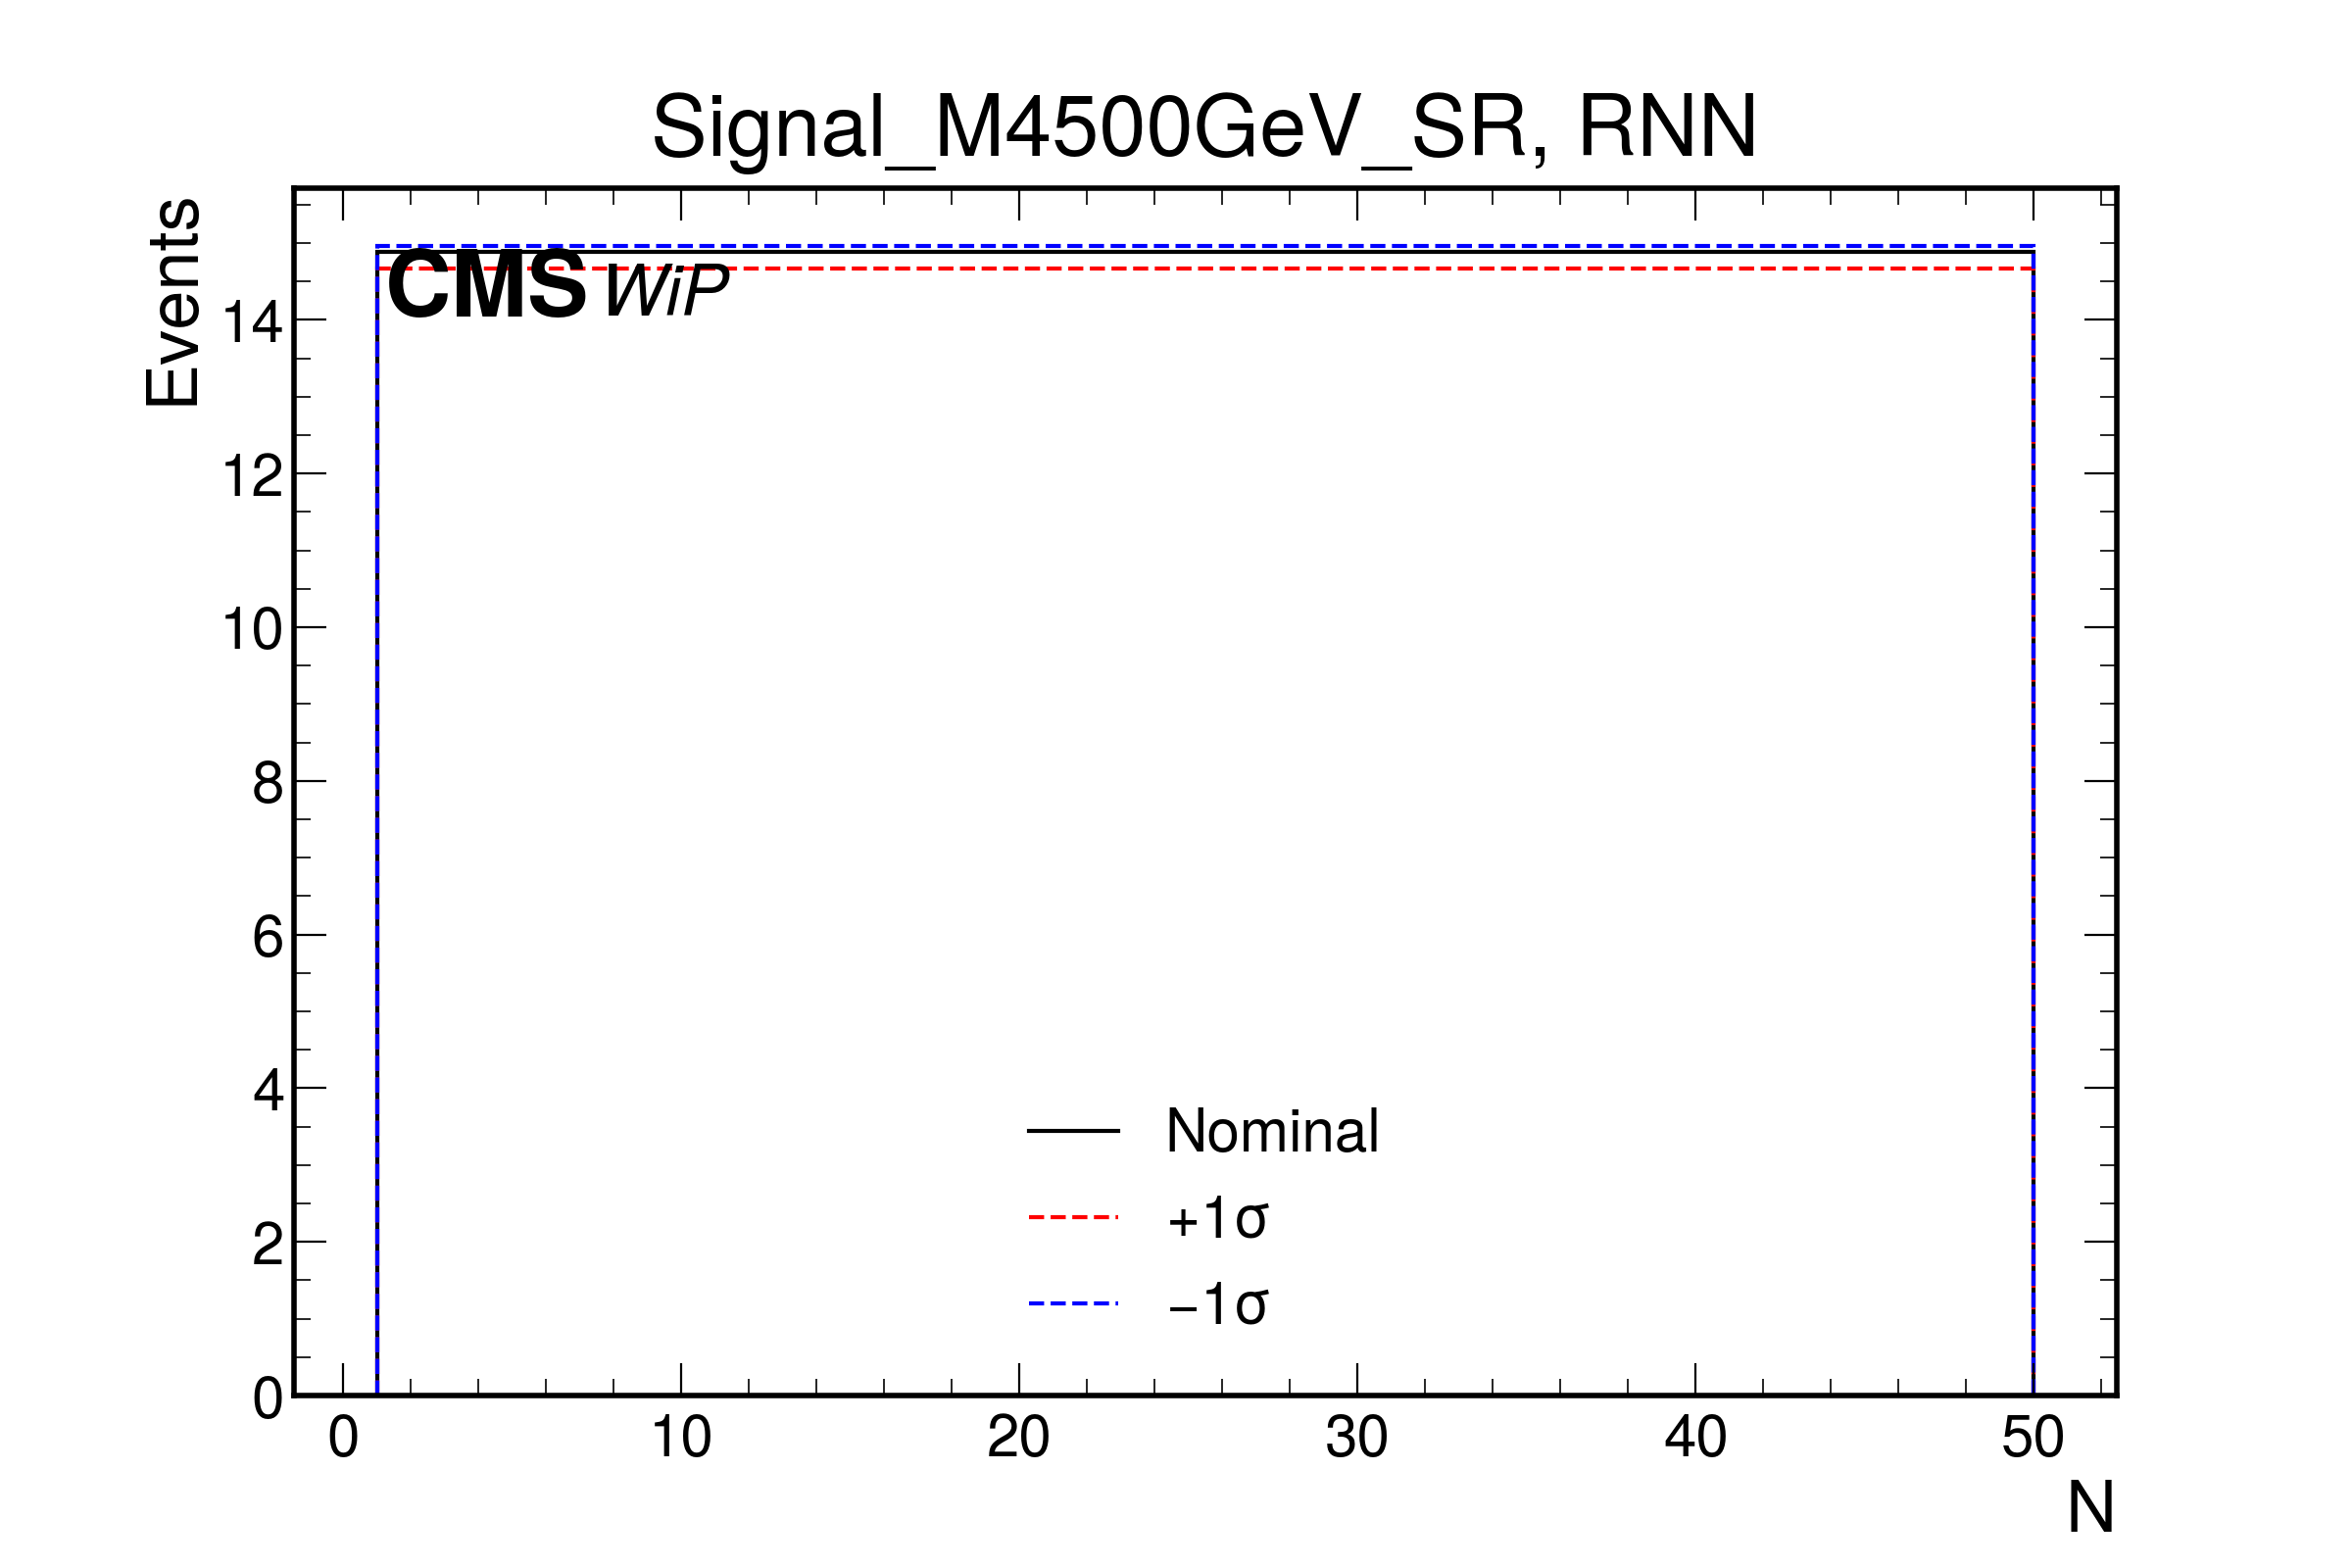 Signal_M4500GeV_SR, RNN
Events
CMS WiP
14
12
10
8
6
4
2
0
Nominal
+1σ
−1σ
0 10 20 30 40 50
N